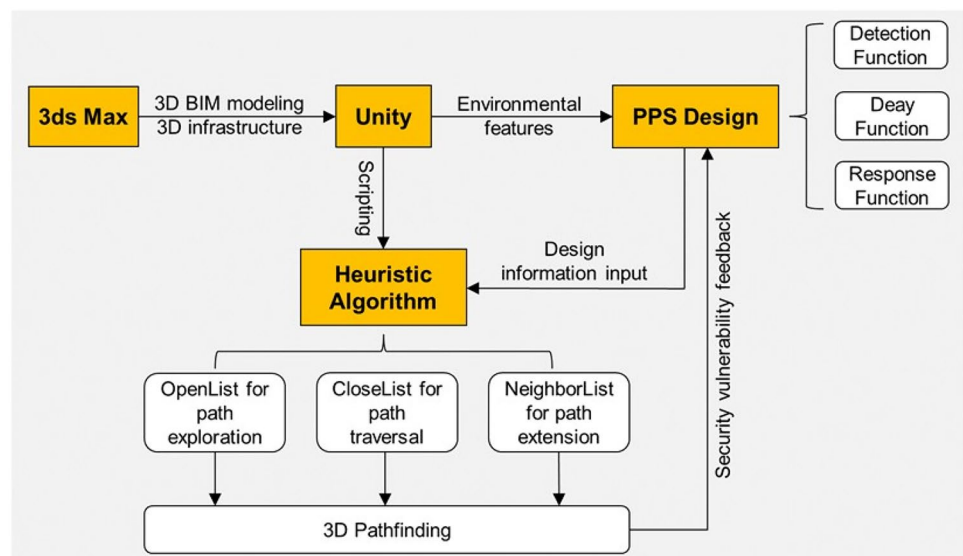 Detection
Function
3D BIM modeling
Environmental
3ds Max
Unity
PPS Design
Deay
Function
3D infrastructure
features
Response
Function
Scripting
Design
information input
Security vulnerability feedback
Heuristic
Algorithm
OpenList for
path
exploration
CloseList for
path
traversal
NeighborList
for path
extension
3D Pathfinding